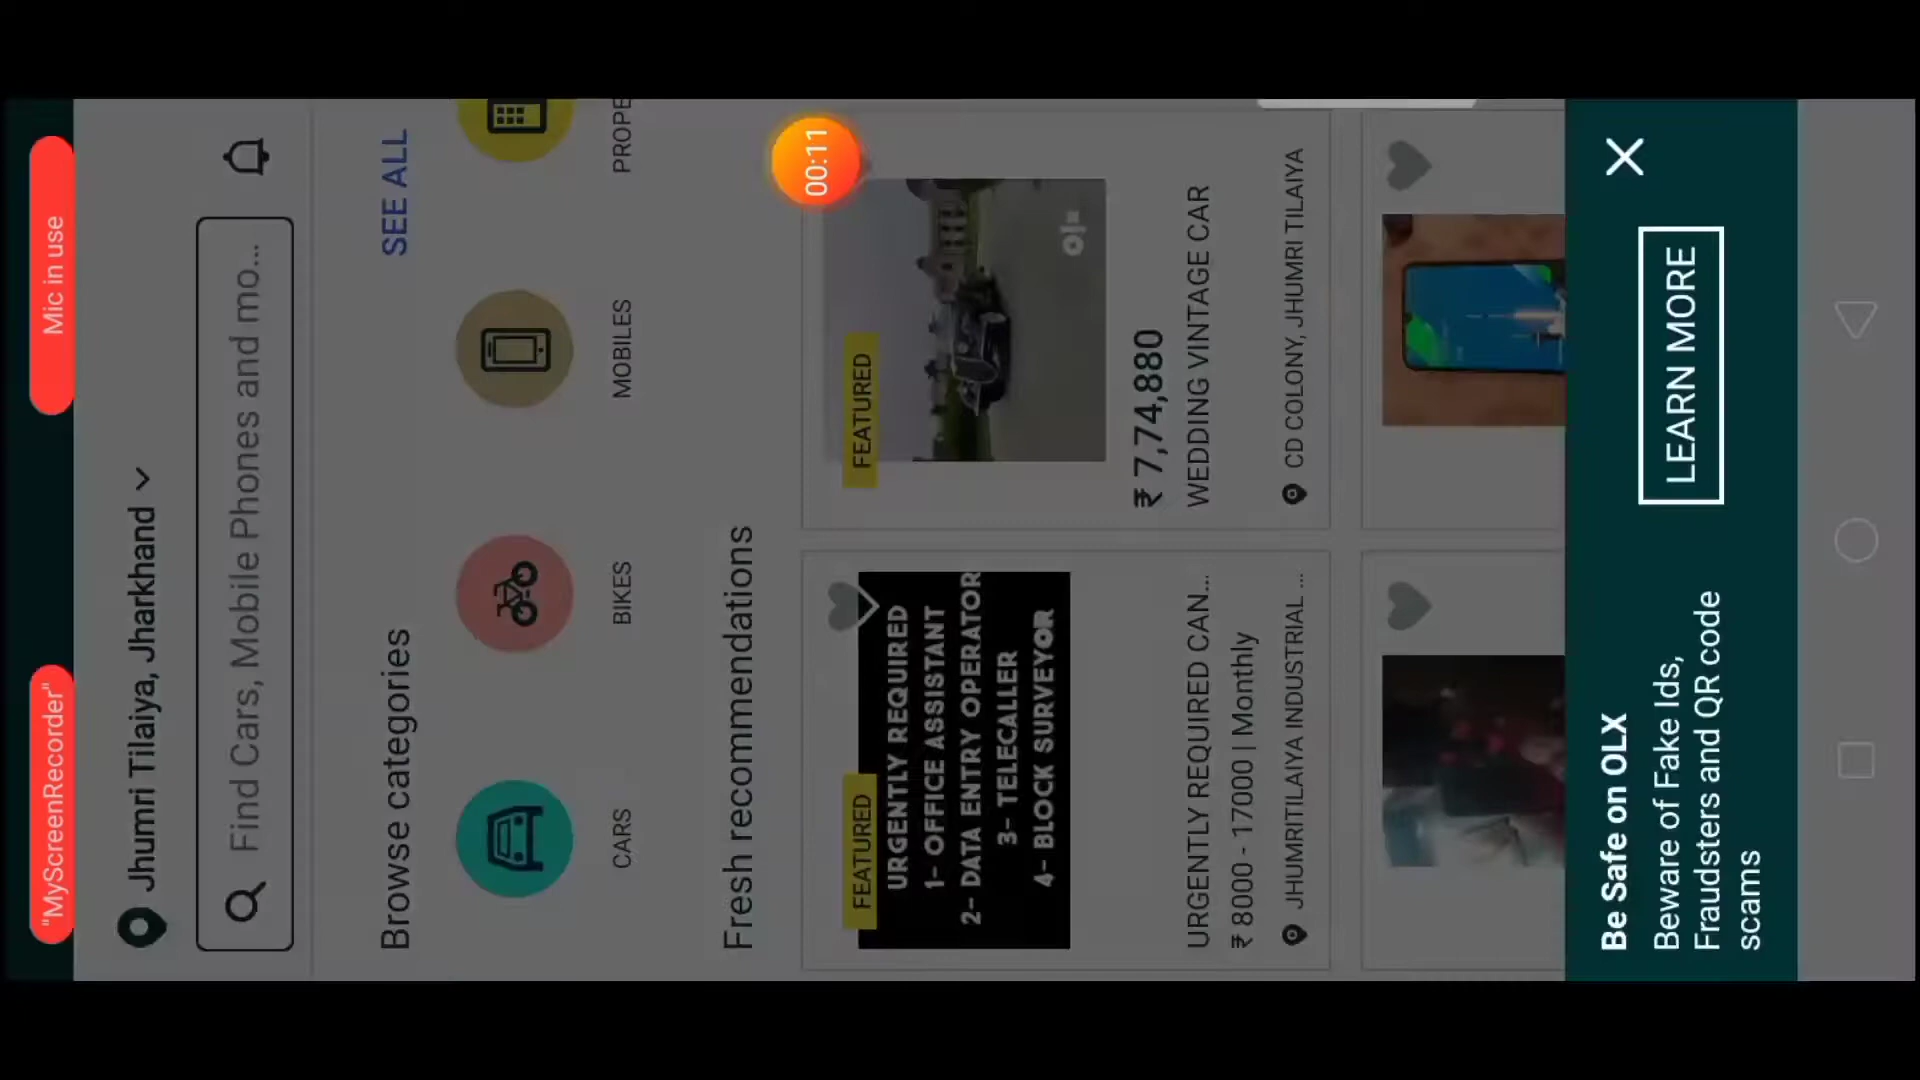 "MyScreenRecorder"
Mic in use
Jhumri Tilaiya, Jharkhand
Find Cars, Mobile Phones and mo...
Browse categories
SEE ALL
CARS
BIKES
MOBILES
PROPE
Fresh recommendations
00:11
FEATURED
URGENTLY REQUIRED
1- OFFICE ASSISTANT
2- DATA ENTRY OPERATOR
3- TELECALLER
4- BLOCK SURVEYOR
URGENTLY REQUIRED CAN...
₹ 8000 - 17000 | Monthly
JHUMRITILAIYA INDUSTRIAL...
FEATURED
olx
₹ 7,74,880
WEDDING VINTAGE CAR
CD COLONY, JHUMRI TILAIYA
Be Safe on OLX
Beware of Fake Ids,
Fraudsters and QR code
scams
LEARN MORE